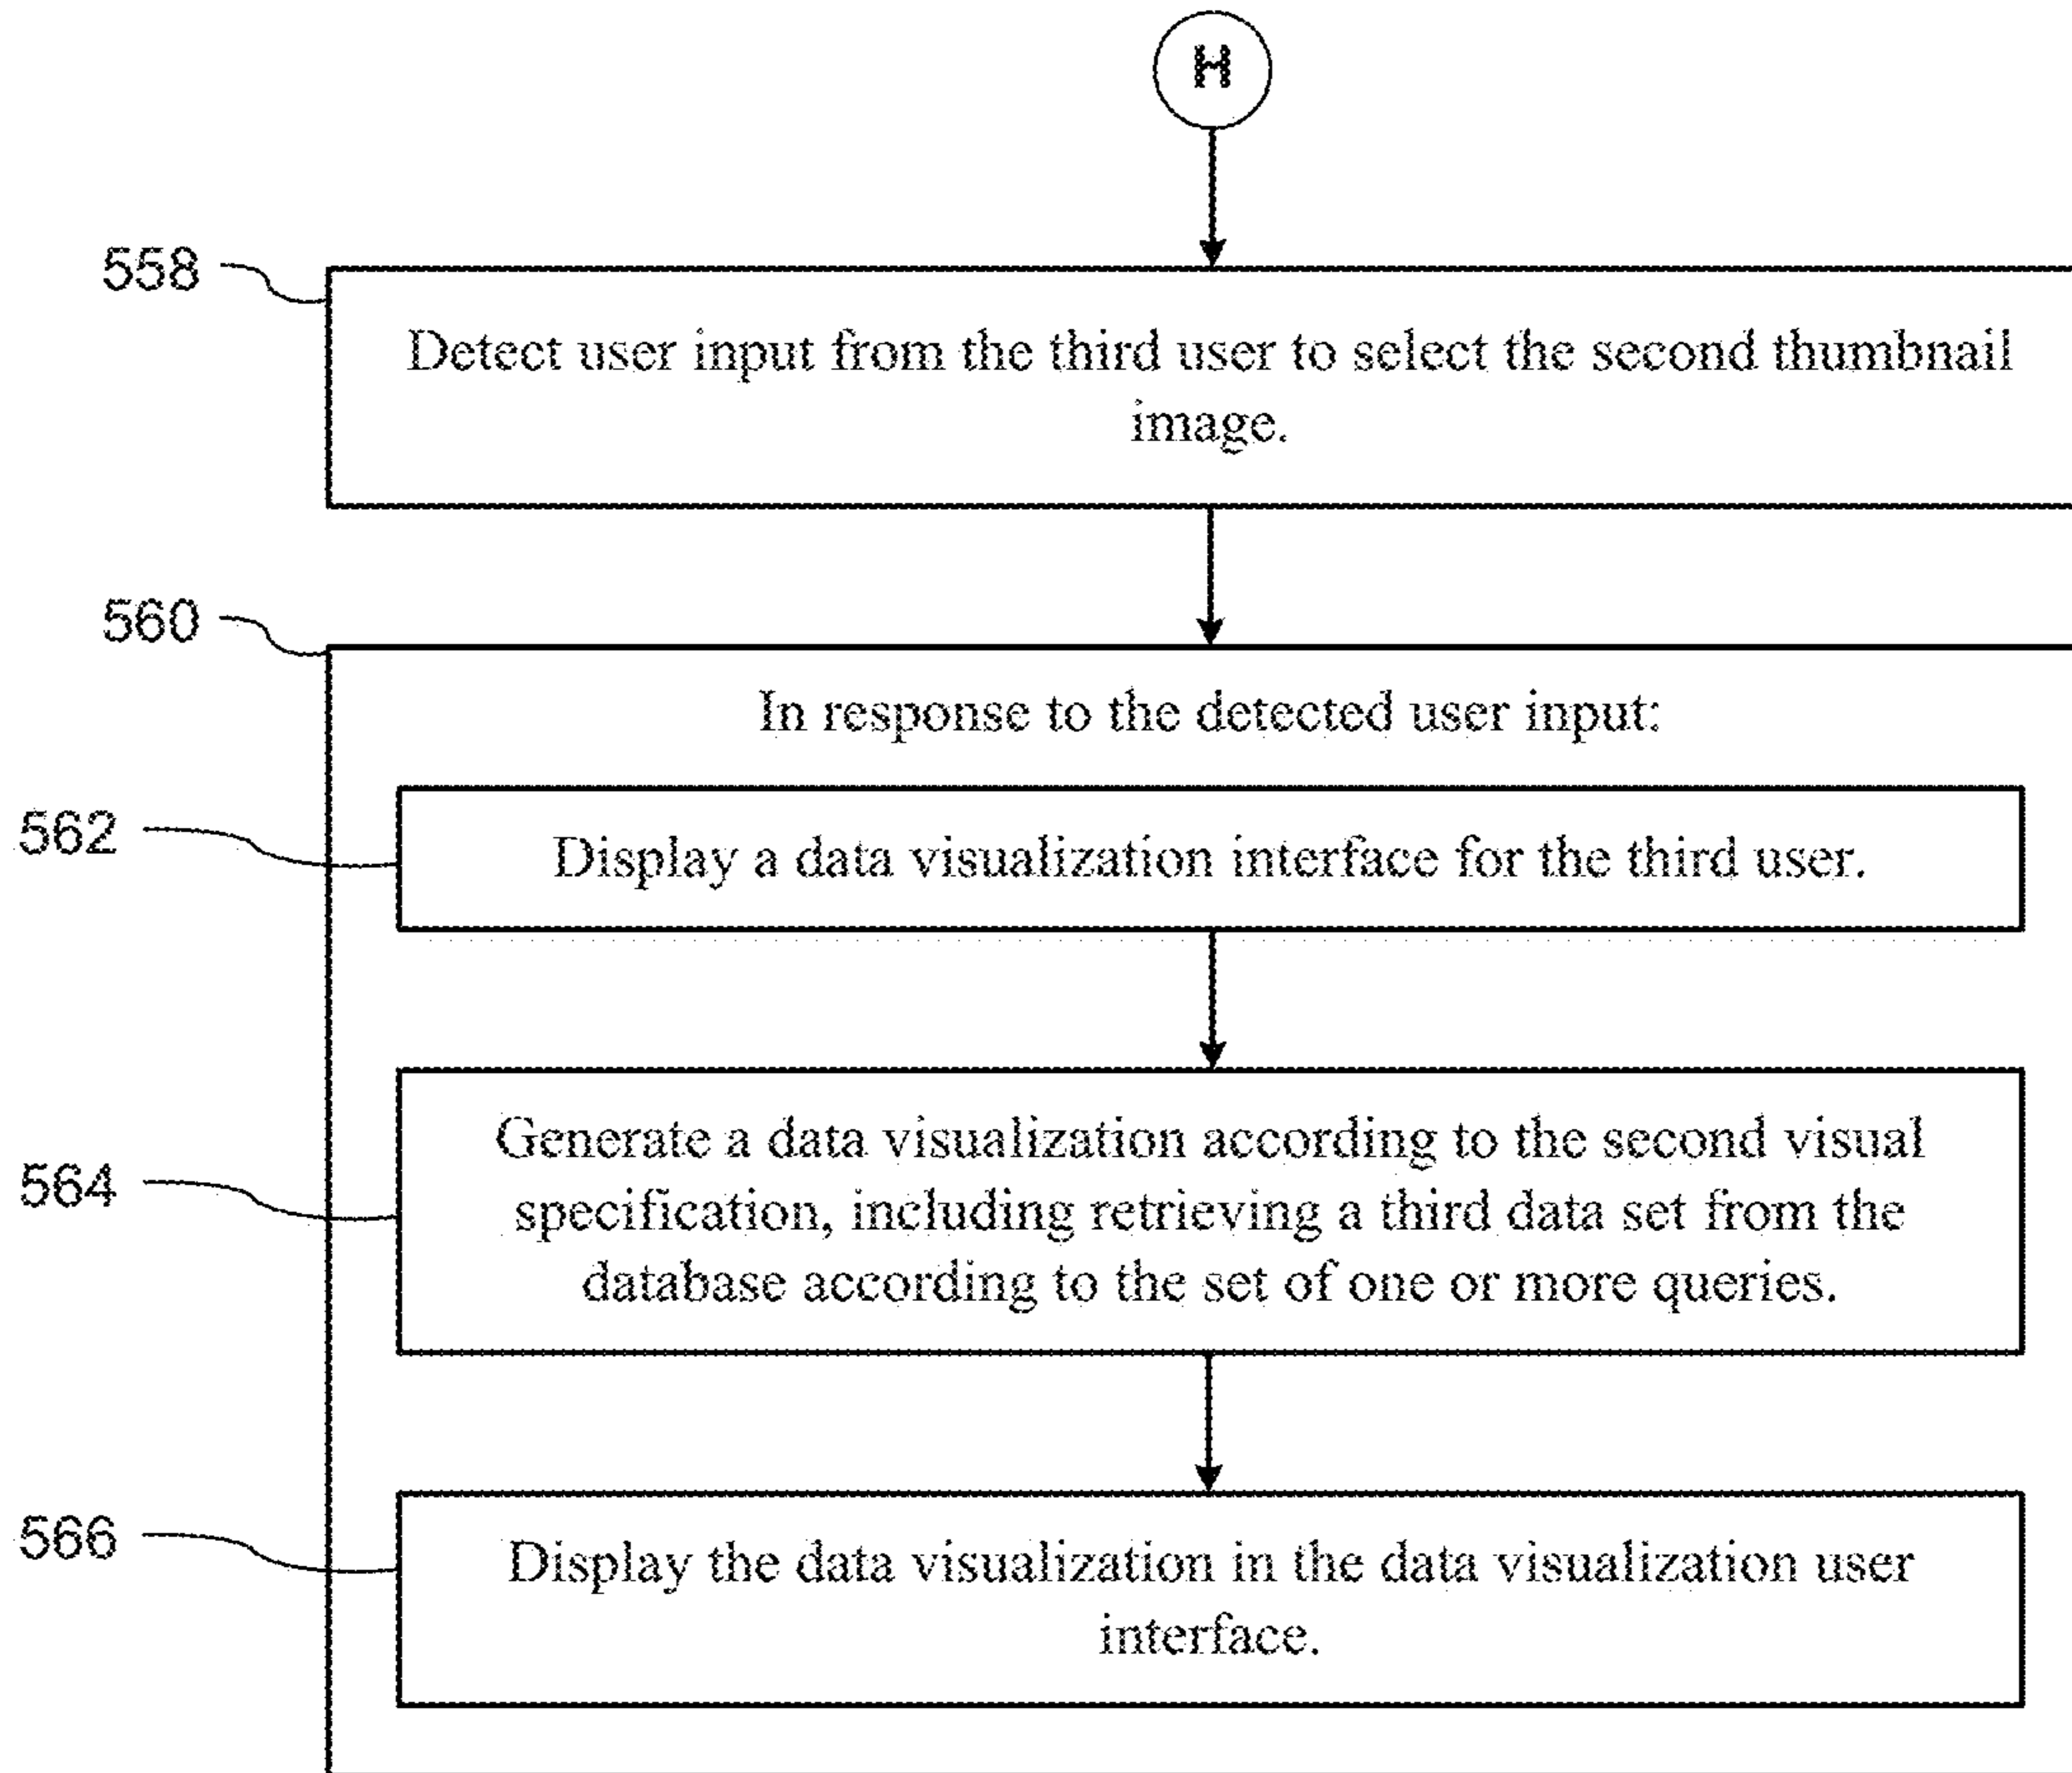 H
558
Detect user input from the third user to select the second thumbnail
image.
560
In response to the detected user input:
562
Display a data visualization interface for the third user.
564
Generate a data visualization according to the second visual
specification, including retrieving a third data set from the
database according to the set of one or more queries.
566
Display the data visualization in the data visualization user
interface.